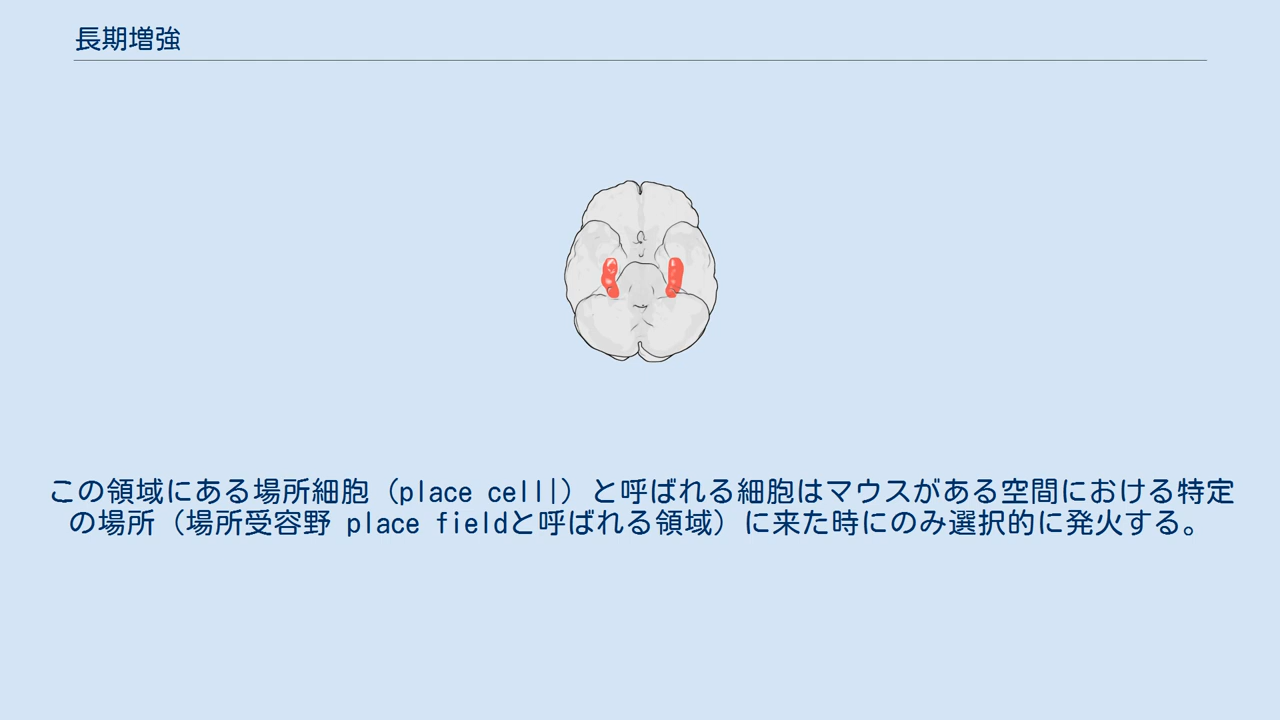 長期増強
この領域にある場所細胞（place cell|）と呼ばれる細胞はマウスがある空間における特定
の場所（場所受容野 place fieldと呼ばれる領域）に来た時にのみ選択的に発火する。